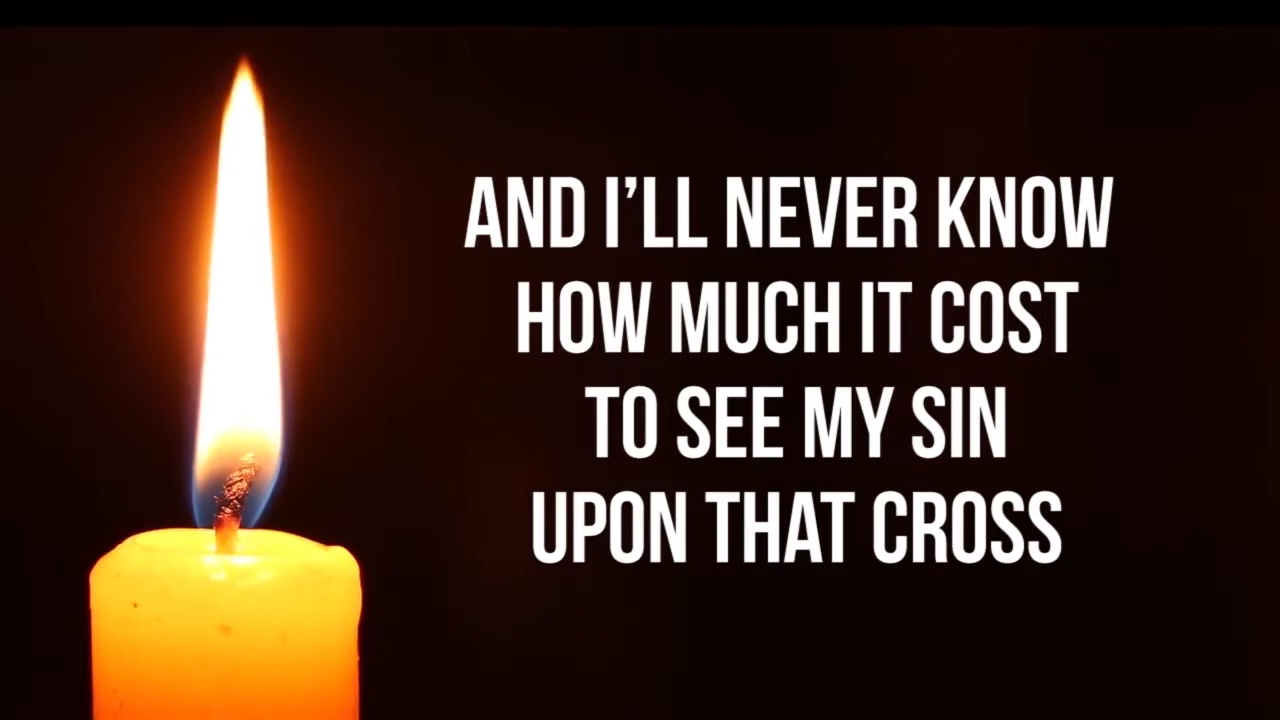 AND I’LL NEVER KNOW
HOW MUCH IT COST
TO SEE MY SIN
UPON THAT CROSS